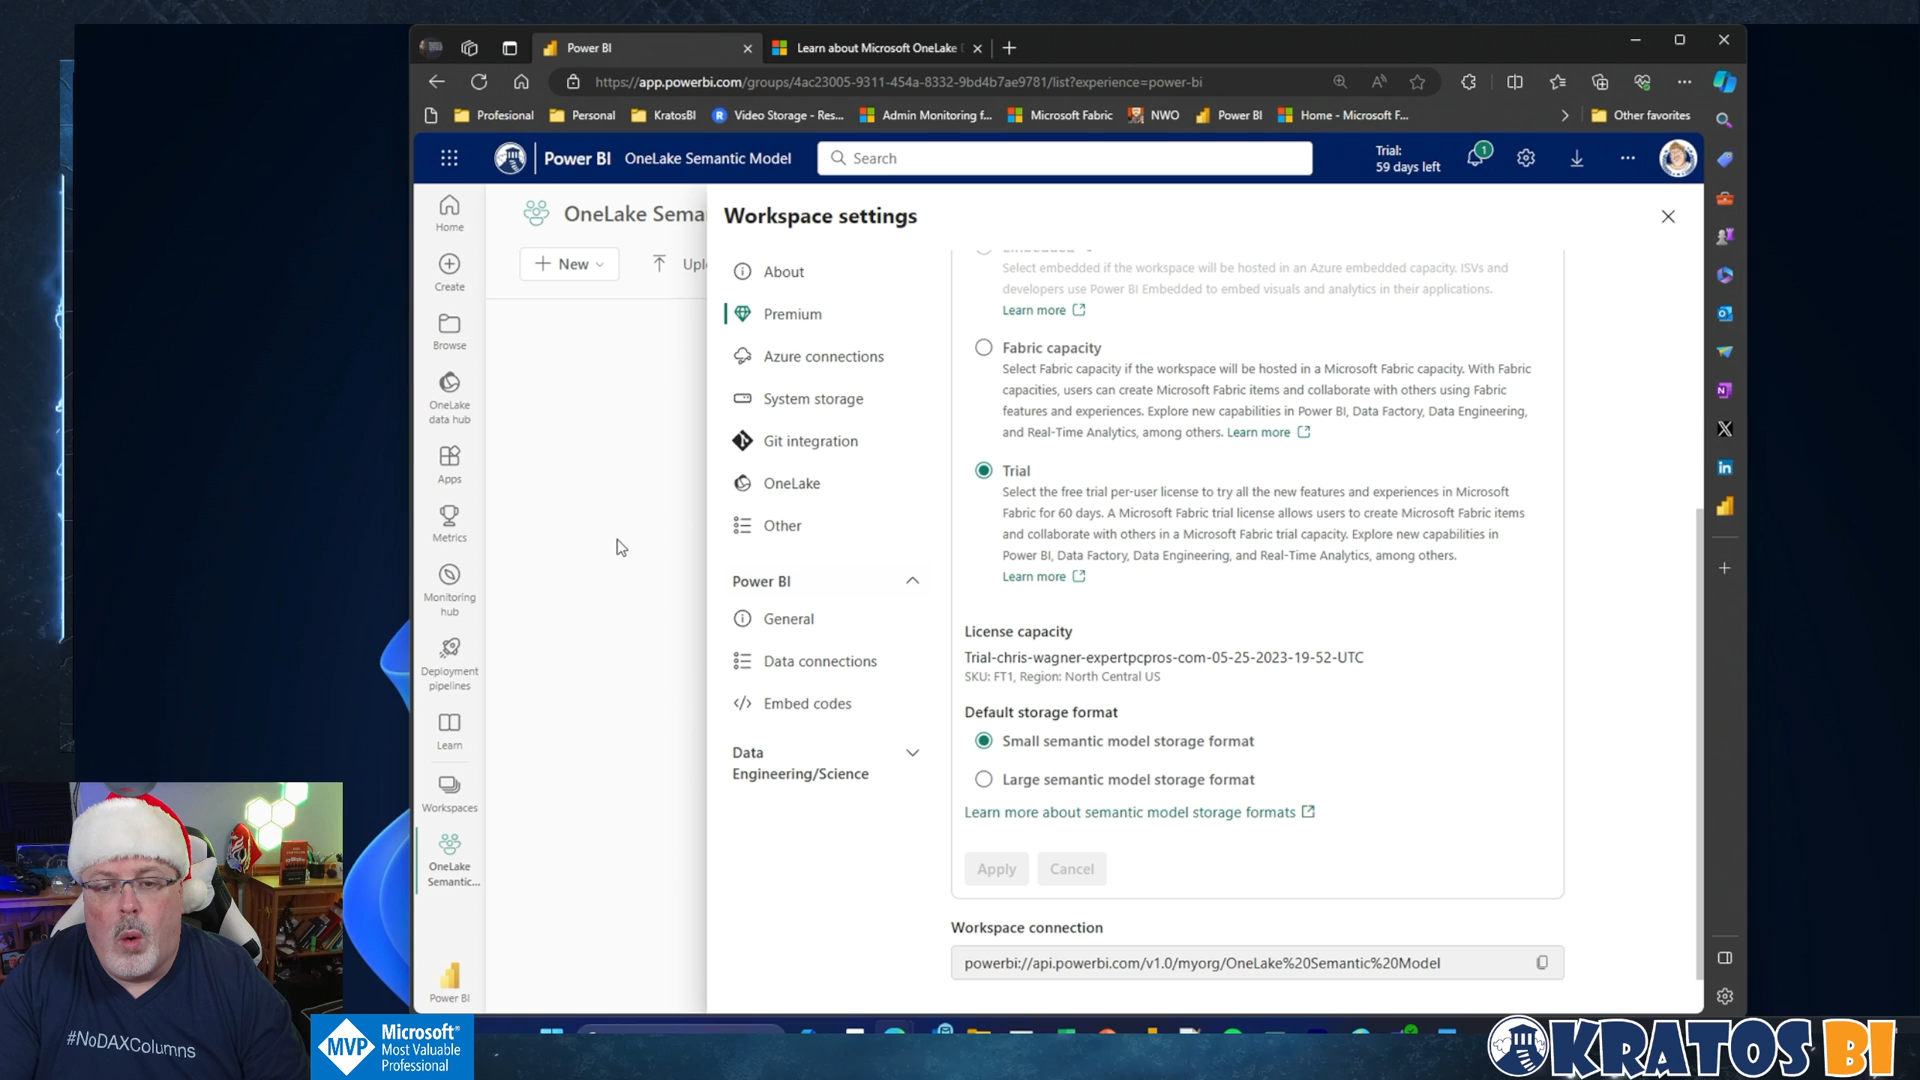 Power BI
Learn about Microsoft OneLake
https://app.powerbi.com/groups/4ac23005-9311-454a-8332-9bd4b7ae9781/list?experience=power-bi
Profesional
Personal
KratosBI
Video Storage - Res...
Admin Monitoring f...
Microsoft Fabric
NWO
Power BI
Home - Microsoft F...
Other favorites
Power BI
OneLake Semantic Model
Search
Trial:
59 days left
1
Home
Create
Browse
OneLake
data hub
Apps
Metrics
Monitoring
hub
Deployment
pipelines
Learn
Workspaces
OneLake
Semantic...
Power BI
OneLake Sema
New
Uplo
Workspace settings
About
Premium
Azure connections
System storage
Git integration
OneLake
Other
Power BI
General
Data connections
Embed codes
Data
Engineering/Science
Select embedded if the workspace will be hosted in an Azure embedded capacity. ISVs and
developers use Power BI Embedded to embed visuals and analytics in their applications.
Learn more
Fabric capacity
Select Fabric capacity if the workspace will be hosted in a Microsoft Fabric capacity. With Fabric
capacities, users can create Microsoft Fabric items and collaborate with others using Fabric
features and experiences. Explore new capabilities in Power BI, Data Factory, Data Engineering,
and Real-Time Analytics, among others. Learn more
Trial
Select the free trial per-user license to try all the new features and experiences in Microsoft
Fabric for 60 days. A Microsoft Fabric trial license allows users to create Microsoft Fabric items
and collaborate with others in a Microsoft Fabric trial capacity. Explore new capabilities in
Power BI, Data Factory, Data Engineering, and Real-Time Analytics, among others.
Learn more
License capacity
Trial-chris-wagner-expertpcpros-com-05-25-2023-19-52-UTC
SKU: FT1, Region: North Central US
Default storage format
Small semantic model storage format
Large semantic model storage format
Learn more about semantic model storage formats
Apply
Cancel
Workspace connection
powerbi://api.powerbi.com/v1.0/myorg/OneLake%20Semantic%20Model
#NoDAXColumns
MVP
Microsoft®
Most Valuable
Professional
KRATOS BI